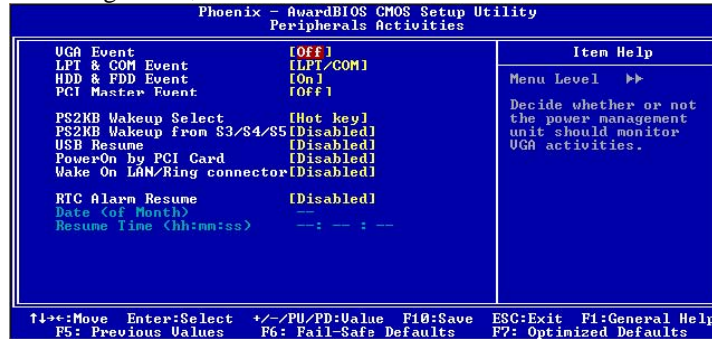 Phoenix - AwardBIOS CMOS Setup Utility
Peripherals Activities
VGA Event [Off]
LPT & COM Event [LPT/COM]
HDD & FDD Event [On]
PCI Master Event [Off]
PS2KB Wakeup Select [Hot key]
PS2KB Wakeup from S3/S4/S5 [Disabled]
USB Resume [Disabled]
PowerOn by PCI Card [Disabled]
Wake On LAN/Ring connector [Disabled]
RTC Alarm Resume [Disabled]
Date (of Month) --
Resume Time (hh:mm:ss) --: -- : --
Item Help
Menu Level ▸▸
Decide whether or not
the power management
unit should monitor
VGA activities.
↑↓→←:Move Enter:Select +/-/PU/PD:Value F10:Save ESC:Exit F1:General Help
F5: Previous Values F6: Fail-Safe Defaults F7: Optimized Defaults